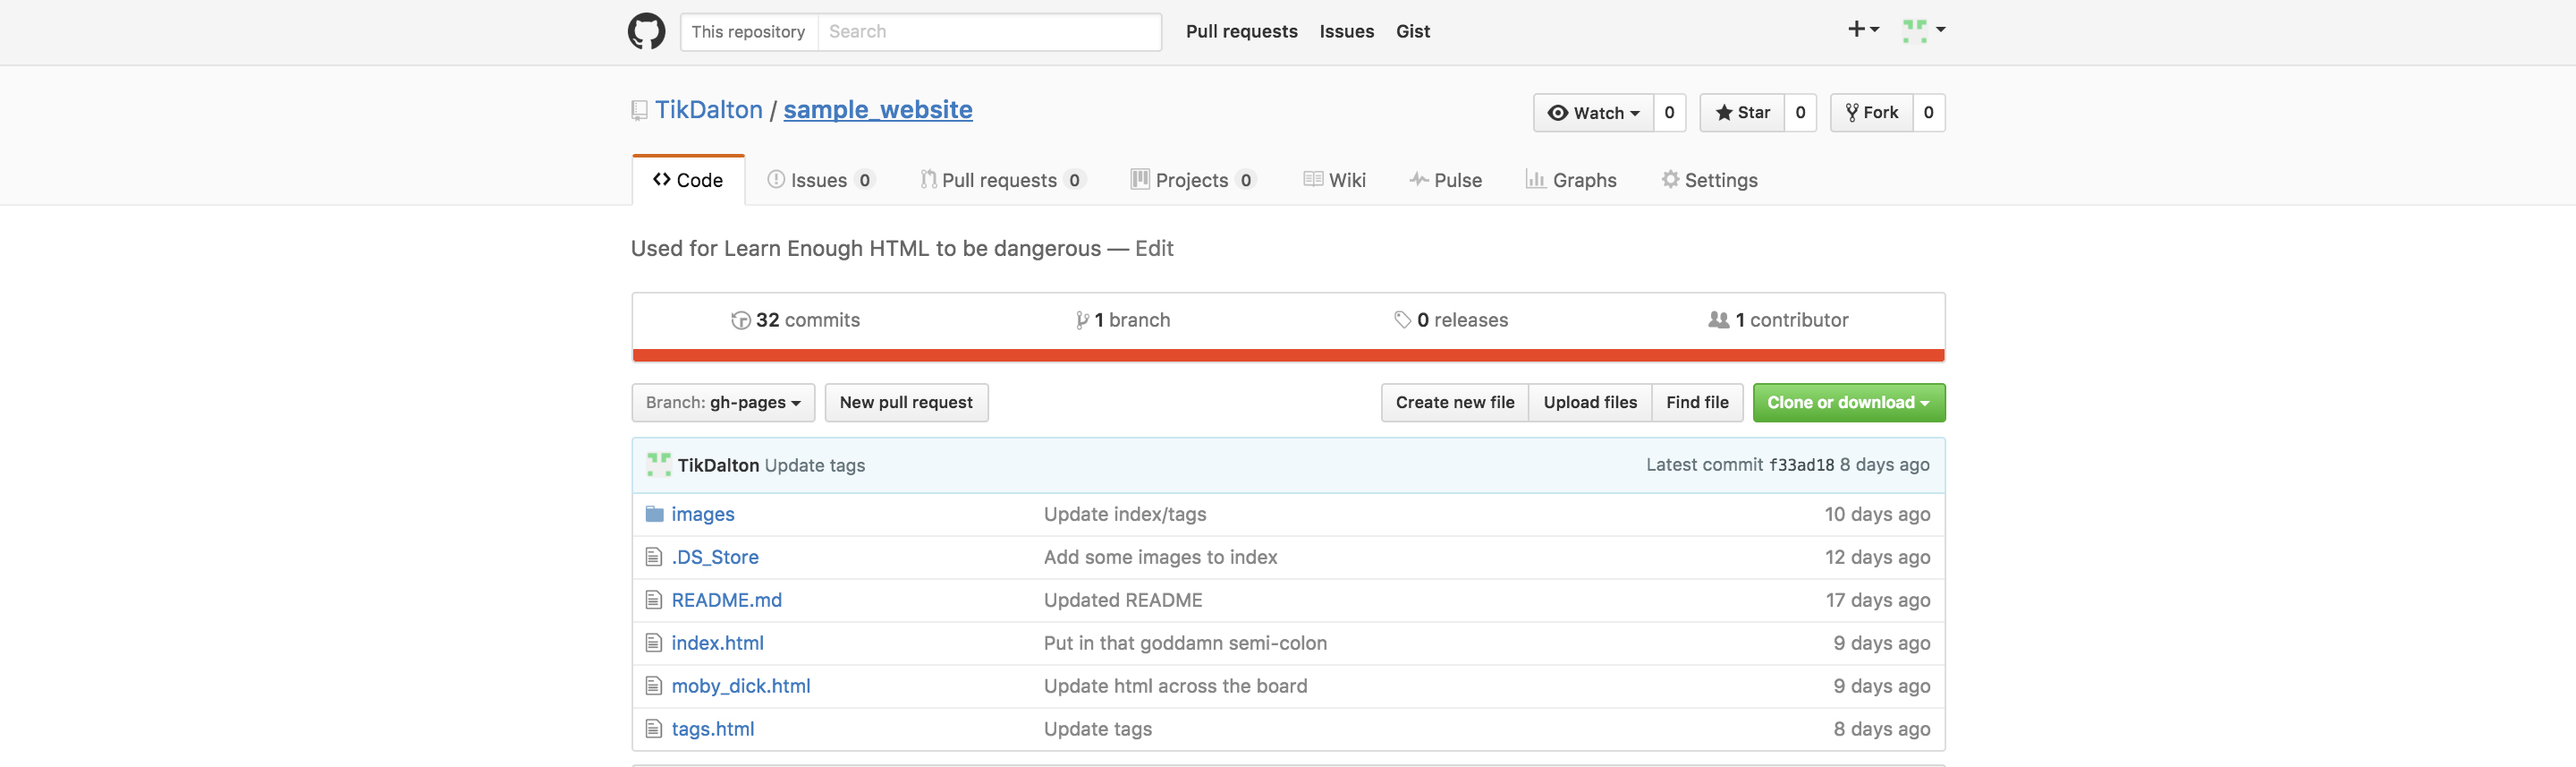 This repository Search Pull requests Issues Gist
TikDalton / sample_website Watch 0 Star 0 Fork 0
Code Issues 0 Pull requests 0 Projects 0 Wiki Pulse Graphs Settings
Used for Learn Enough HTML to be dangerous — Edit
32 commits 1 branch 0 releases 1 contributor
Branch: gh-pages New pull request Create new file Upload files Find file Clone or download
TikDalton Update tags Latest commit f33ad18 8 days ago
images Update index/tags 10 days ago
.DS_Store Add some images to index 12 days ago
README.md Updated README 17 days ago
index.html Put in that goddamn semi-colon 9 days ago
moby_dick.html Update html across the board 9 days ago
tags.html Update tags 8 days ago